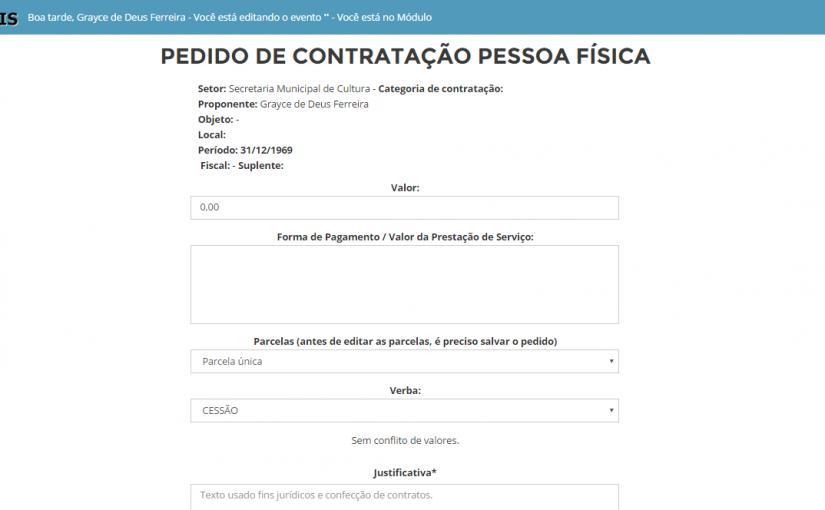 IS Boa tarde, Grayce de Deus Ferreira - Você está editando o evento " - Você está no Módulo
PEDIDO DE CONTRATAÇÃO PESSOA FÍSICA
Setor: Secretaria Municipal de Cultura - Categoria de contratação:
Proponente: Grayce de Deus Ferreira
Objeto: -
Local:
Período: 31/12/1969
Fiscal: - Suplente:
Valor:
0,00
Forma de Pagamento / Valor da Prestação de Serviço:
Parcelas (antes de editar as parcelas, é preciso salvar o pedido)
Parcela única
Verba:
CESSÃO
Sem conflito de valores.
Justificativa*
Texto usado fins jurídicos e confecção de contratos.